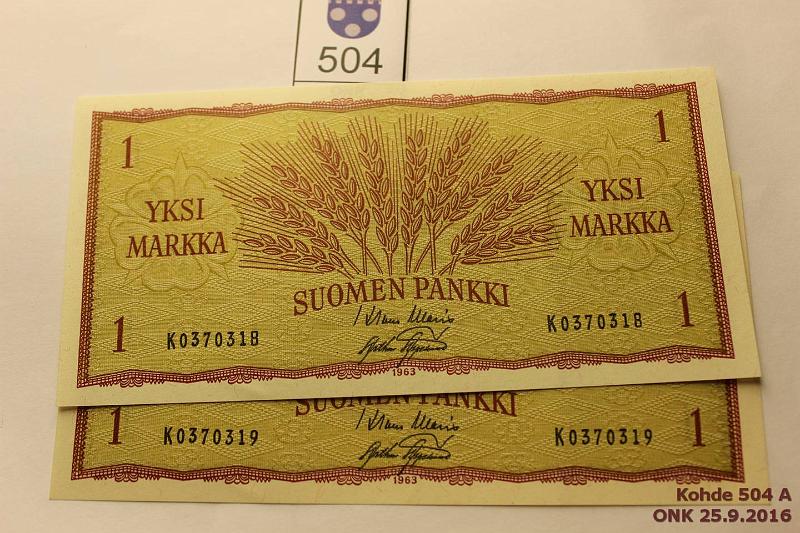 504
1 1
YKSI YKSI
MARKKA MARKKA
SUOMEN PANKKI
1 K0370318 K0370318 1
1963
SUOMEN PANKKI
1 K0370319 K0370319 1
1963
Kohde 504 A
ONK 25.9.2016